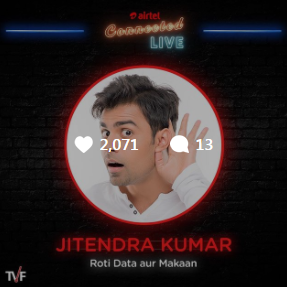 airtel
Connected
LIVE
2,071
13
JITENDRA KUMAR
Roti Data aur Makaan
TVF